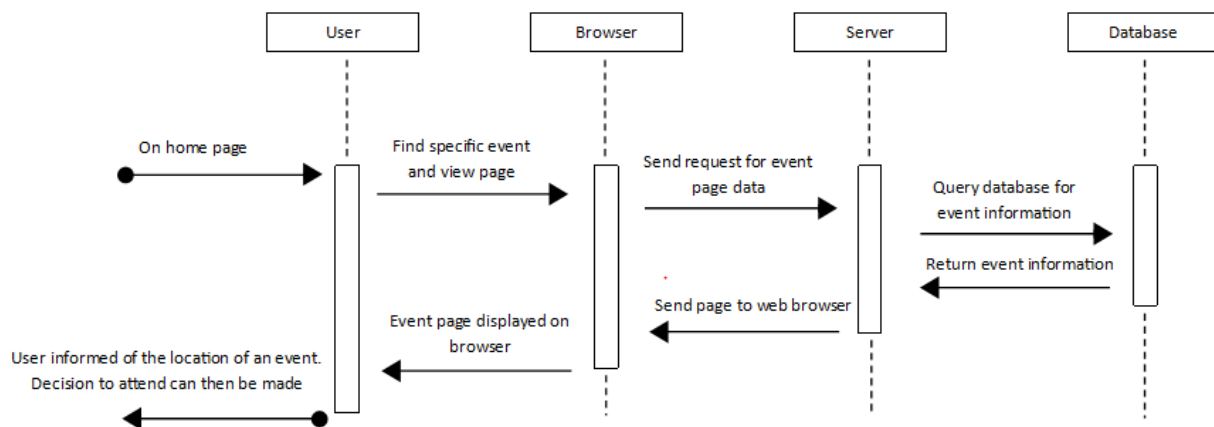 User
Browser
Server
Database
On home page
Find specific event
and view page
Send request for event
page data
Query database for
event information
Return event information
Send page to web browser
Event page displayed on
browser
User informed of the location of an event.
Decision to attend can then be made